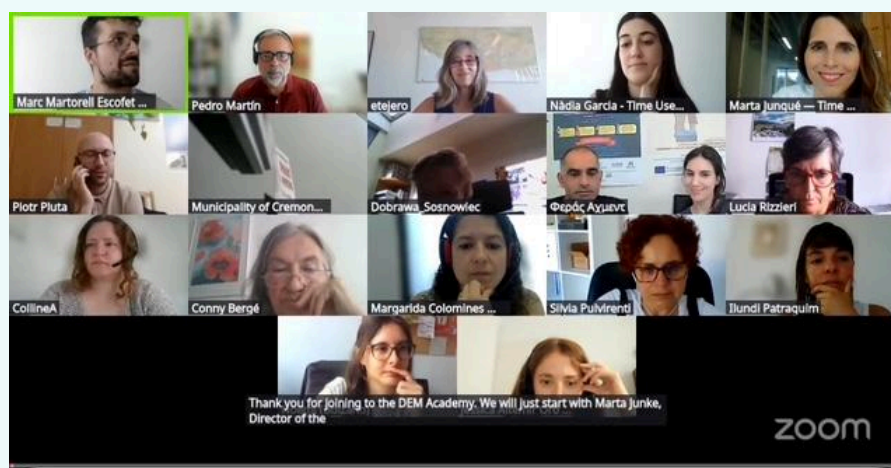 Marc Martorell Escofet ...
Pedro Martín
etejero
Nàdia Garcia - Time Use...
Marta Junqué — Time ...
Piotr Pluta
Municipality of Cremon...
Dobrawa_Sosnowiec
Φεράς Αχμεντ
Lucia Rizzieri
CollineA
Conny Bergé
Margarida Colomines ...
Silvia Pulvirenti
Ilundi Patraquim
Thank you for joining to the DEM Academy. We will just start with Marta Junke,
Director of the
zoom